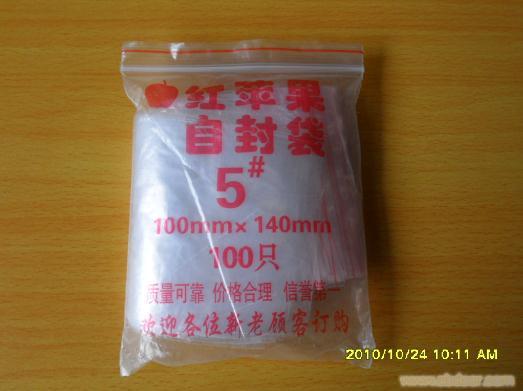 红苹果
自封袋
5#
100mm×140mm
100只
质量可靠 价格合理 信誉第一
欢迎各位新老顾客订购
2010/10/24 10:11 AM